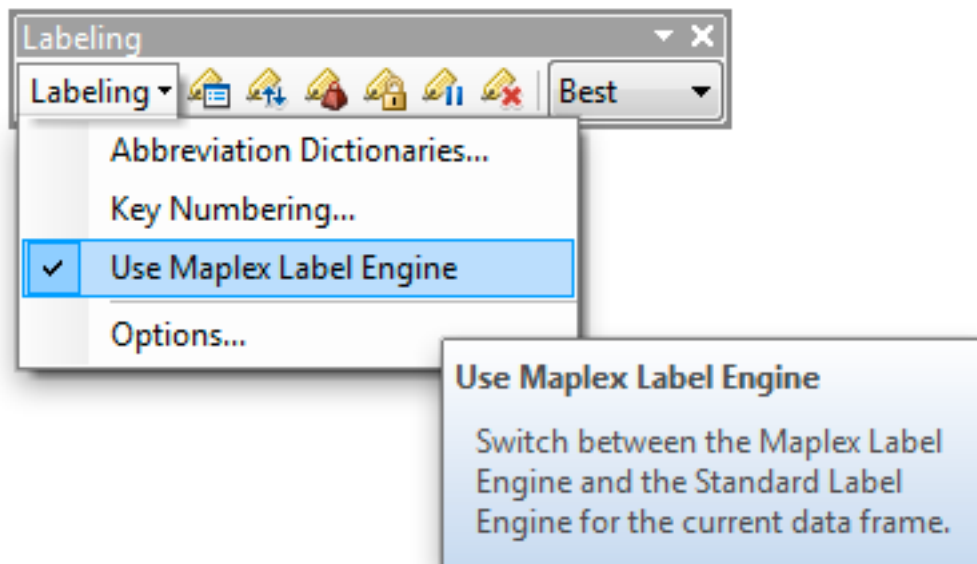 Labeling
Labeling Best
Abbreviation Dictionaries...
Key Numbering...
Use Maplex Label Engine
Options...
Use Maplex Label Engine
Switch between the Maplex Label
Engine and the Standard Label
Engine for the current data frame.